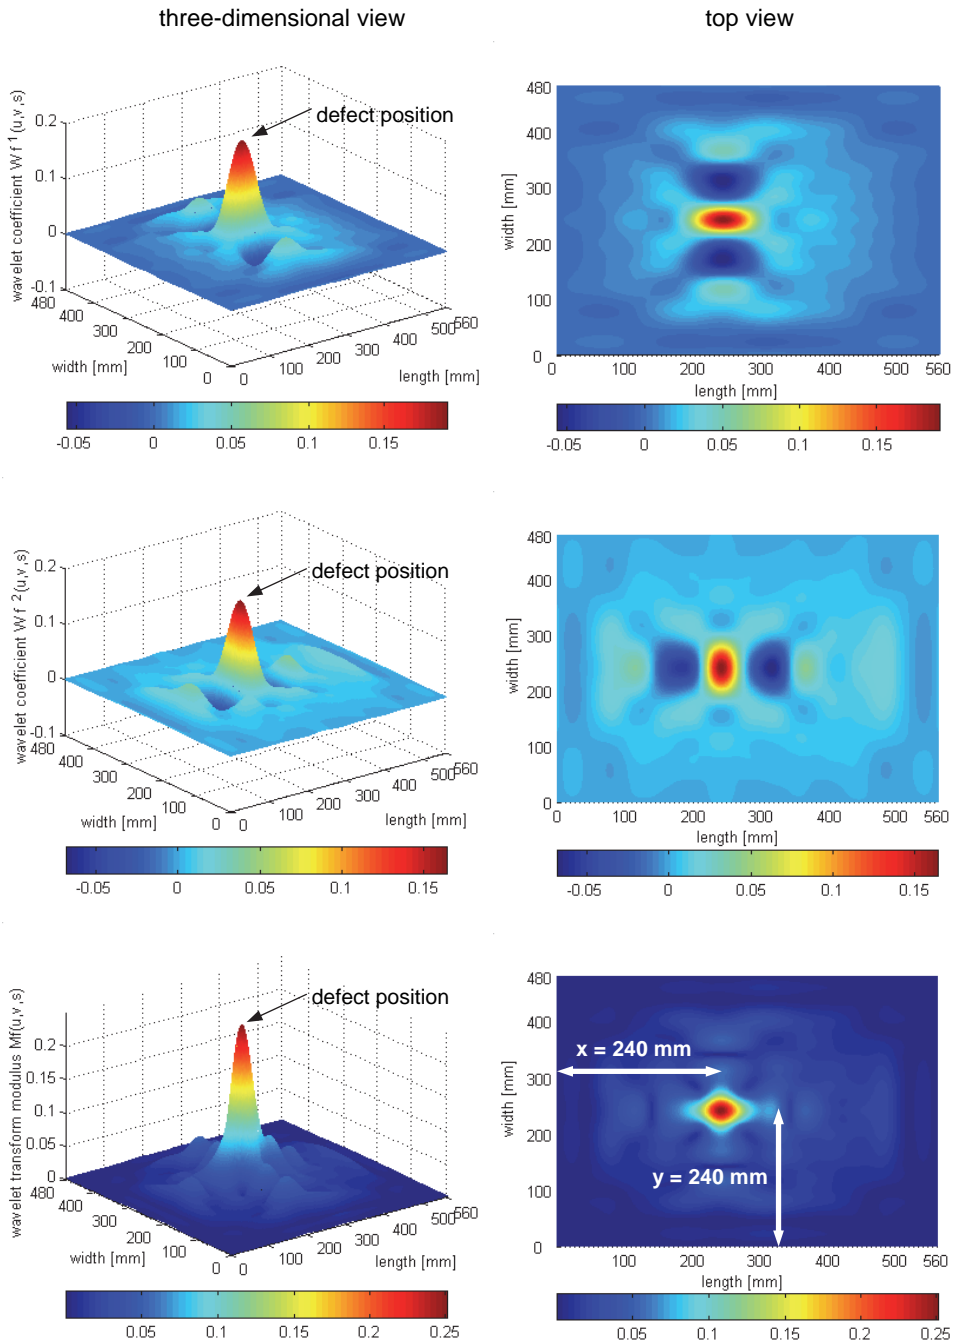 three-dimensional view
top view
wavelet coefficient W f ¹(u,v,s)
0.2
0.1
0
-0.1
defect position
480
400
300
200
100
0
width [mm]
0
100
200
300
400
500
560
length [mm]
-0.05 0 0.05 0.1 0.15
width [mm]
480
400
300
200
100
0
0 100 200 300 400 500 560
length [mm]
-0.05 0 0.05 0.1 0.15
wavelet coefficient W f ²(u,v,s)
0.2
0.1
0
-0.1
defect position
480
400
300
200
100
0
width [mm]
0
100
200
300
400
500
560
length [mm]
-0.05 0 0.05 0.1 0.15
width [mm]
480
400
300
200
100
0
0 100 200 300 400 500 560
length [mm]
-0.05 0 0.05 0.1 0.15
wavelet transform modulus Mf(u,v,s)
0.2
0.15
0.1
0.05
0
defect position
480
400
300
200
100
0
width [mm]
0
100
200
300
400
500
560
length [mm]
0.05 0.1 0.15 0.2 0.25
width [mm]
480
400
300
200
100
0
x = 240 mm
y = 240 mm
100 200 300 400 500 560
length [mm]
0.05 0.1 0.15 0.2 0.25